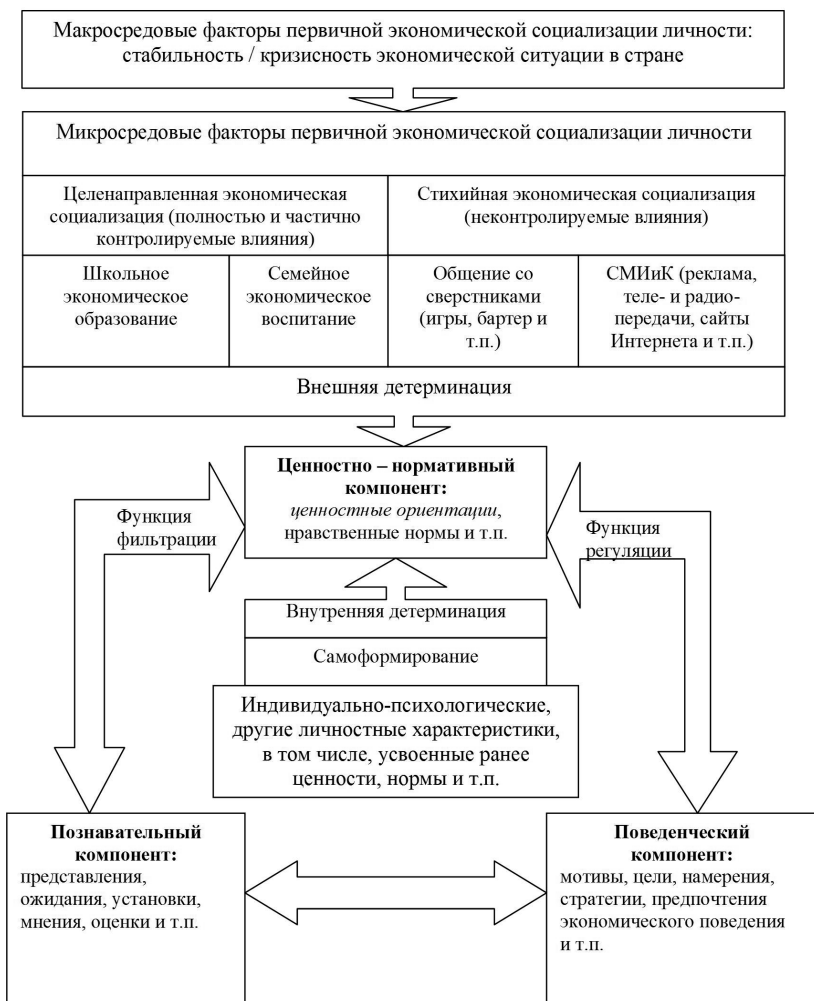 Макросредовые факторы первичной экономической социализации личности:
стабильность / кризисность экономической ситуации в стране
Микросредовые факторы первичной экономической социализации личности
Целенаправленная экономическая
социализация (полностью и частично
контролируемые влияния)
Стихийная экономическая социализация
(неконтролируемые влияния)
Школьное
экономическое
образование
Семейное
экономическое
воспитание
Общение со
сверстниками
(игры, бартер и
т.п.)
СМИиК (реклама,
теле- и радио-
передачи, сайты
Интернета и т.п.)
Внешняя детерминация
Ценностно – нормативный
компонент:
ценностные ориентации,
нравственные нормы и т.п.
Функция
фильтрации
Функция
регуляции
Внутренняя детерминация
Самоформирование
Индивидуально-психологические,
другие личностные характеристики,
в том числе, усвоенные ранее
ценности, нормы и т.п.
Познавательный
компонент:
представления,
ожидания, установки,
мнения, оценки и т.п.
Поведенческий
компонент:
мотивы, цели, намерения,
стратегии, предпочтения
экономического поведения
и т.п.